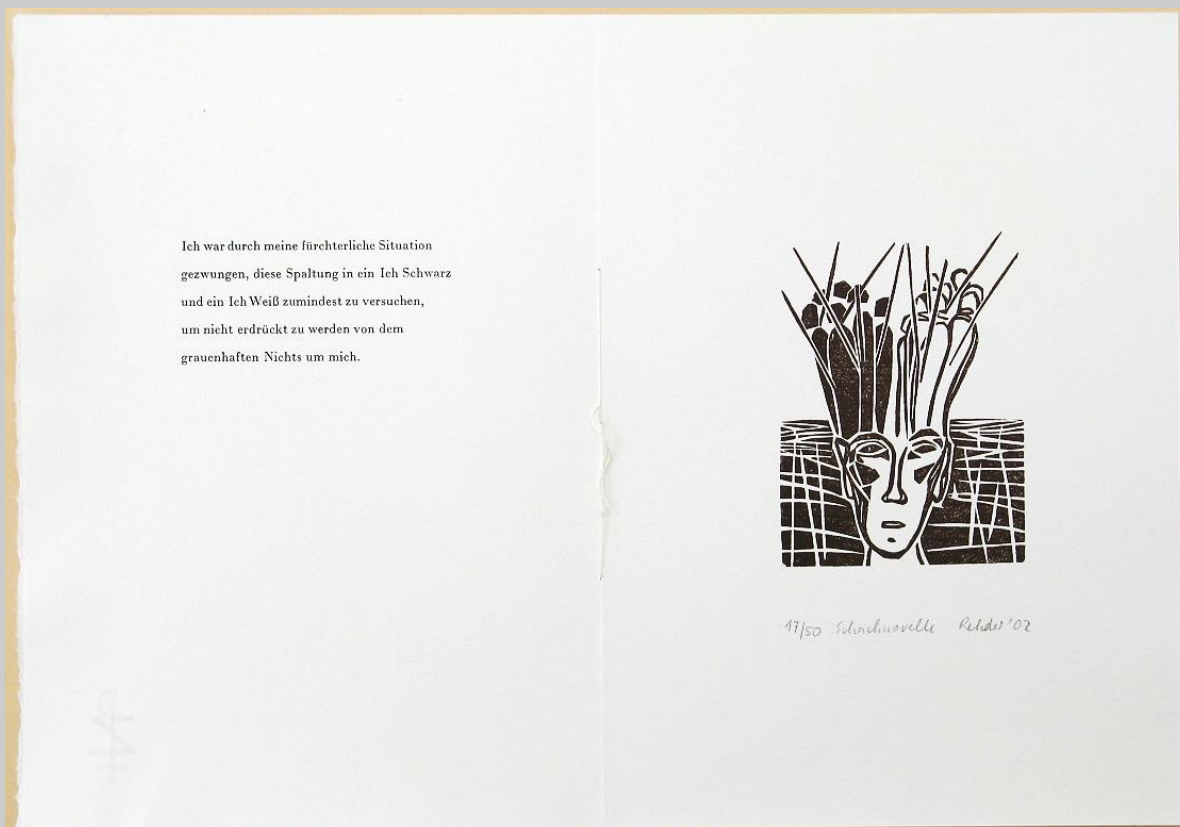 Ich war durch meine fürchterliche Situation
gezwungen, diese Spaltung in ein Ich Schwarz
und ein Ich Weiß zumindest zu versuchen,
um nicht erdrückt zu werden von dem
grauenhaften Nichts um mich.
17/50 Schachnovelle Rehder '02